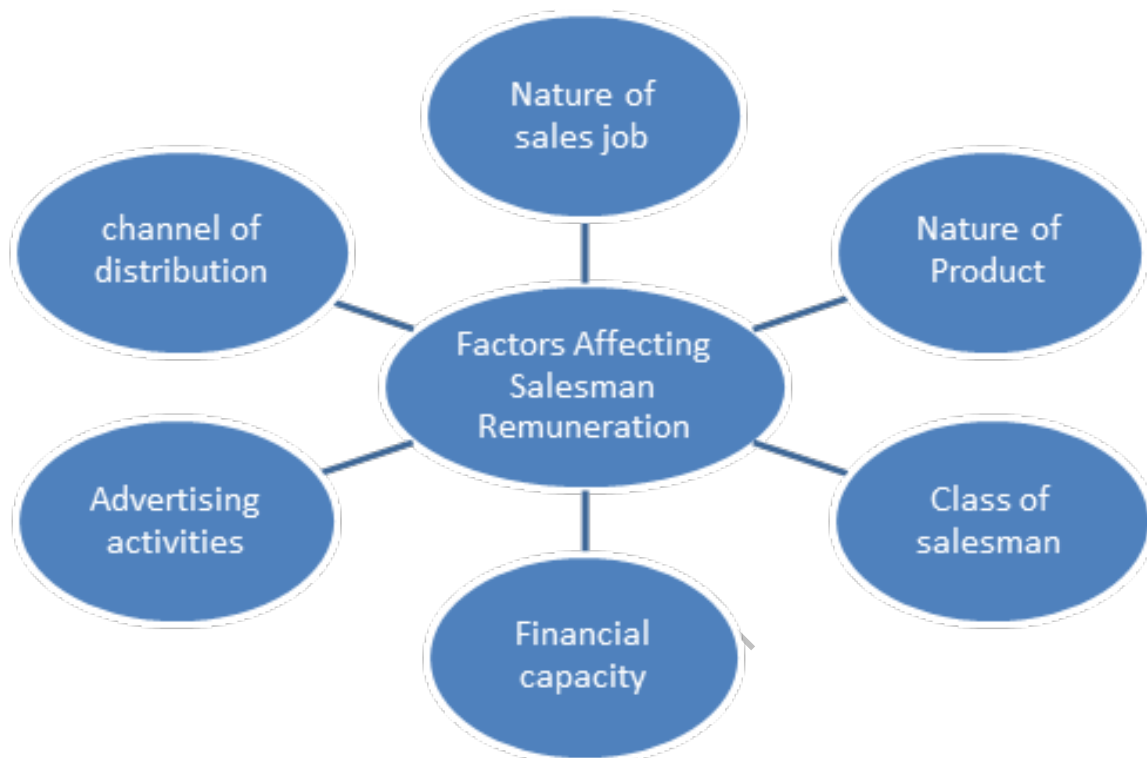 Nature of
sales job
Nature of
Product
Class of
salesman
Financial
capacity
Advertising
activities
channel of
distribution
Factors Affecting
Salesman
Remuneration